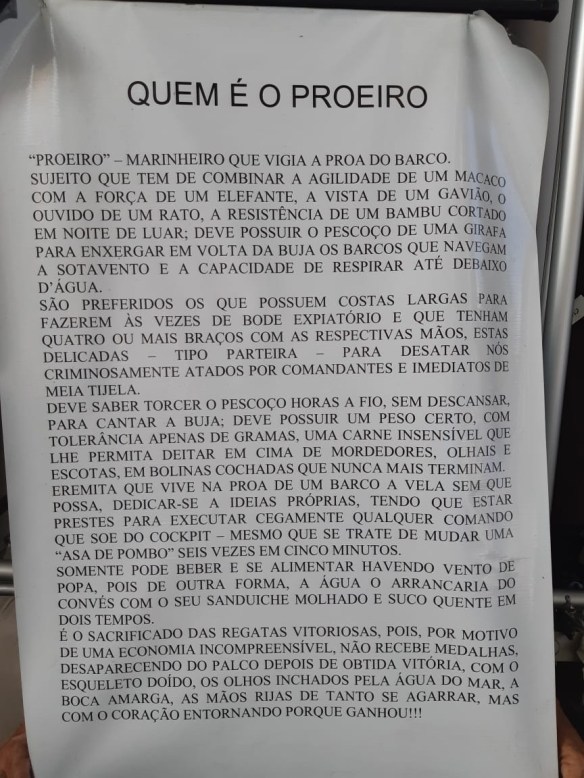 QUEM É O PROEIRO
“PROEIRO” – MARINHEIRO QUE VIGIA A PROA DO BARCO.
SUJEITO QUE TEM DE COMBINAR A AGILIDADE DE UM MACACO
COM A FORÇA DE UM ELEFANTE, A VISTA DE UM GAVIÃO, O
OUVIDO DE UM RATO, A RESISTÊNCIA DE UM BAMBU CORTADO
EM NOITE DE LUAR; DEVE POSSUIR O PESCOÇO DE UMA GIRAFA
PARA ENXERGAR EM VOLTA DA BUJA OS BARCOS QUE NAVEGAM
A SOTAVENTO E A CAPACIDADE DE RESPIRAR ATÉ DEBAIXO
D’ÁGUA.
SÃO PREFERIDOS OS QUE POSSUEM COSTAS LARGAS PARA
FAZEREM ÀS VEZES DE BODE EXPIATÓRIO E QUE TENHAM
QUATRO OU MAIS BRAÇOS COM AS RESPECTIVAS MÃOS, ESTAS
DELICADAS – TIPO PARTEIRA – PARA DESATAR NÓS
CRIMINOSAMENTE ATADOS POR COMANDANTES E IMEDIATOS DE
MEIA TIJELA.
DEVE SABER TORCER O PESCOÇO HORAS A FIO, SEM DESCANSAR,
PARA CANTAR A BUJA; DEVE POSSUIR UM PESO CERTO, COM
TOLERÂNCIA APENAS DE GRAMAS, UMA CARNE INSENSÍVEL QUE
LHE PERMITA DEITAR EM CIMA DE MORDEDORES, OLHAIS E
ESCOTAS, EM BOLINAS COCHADAS QUE NUNCA MAIS TERMINAM.
EREMITA QUE VIVE NA PROA DE UM BARCO A VELA SEM QUE
POSSA, DEDICAR-SE A IDEIAS PRÓPRIAS, TENDO QUE ESTAR
PRESTES PARA EXECUTAR CEGAMENTE QUALQUER COMANDO
QUE SOE DO COCKPIT – MESMO QUE SE TRATE DE MUDAR UMA
“ASA DE POMBO” SEIS VEZES EM CINCO MINUTOS.
SOMENTE PODE BEBER E SE ALIMENTAR HAVENDO VENTO DE
POPA, POIS DE OUTRA FORMA, A ÁGUA O ARRANCARIA DO
CONVÉS COM O SEU SANDUICHE MOLHADO E SUCO QUENTE EM
DOIS TEMPOS.
É O SACRIFICADO DAS REGATAS VITORIOSAS, POIS, POR MOTIVO
DE UMA ECONOMIA INCOMPREENSÍVEL, NÃO RECEBE MEDALHAS,
DESAPARECENDO DO PALCO DEPOIS DE OBTIDA VITÓRIA, COM O
ESQUELETO DOÍDO, OS OLHOS INCHADOS PELA ÁGUA DO MAR, A
BOCA AMARGA, AS MÃOS RIJAS DE TANTO SE AGARRAR, MAS
COM O CORAÇÃO ENTORNANDO PORQUE GANHOU!!!